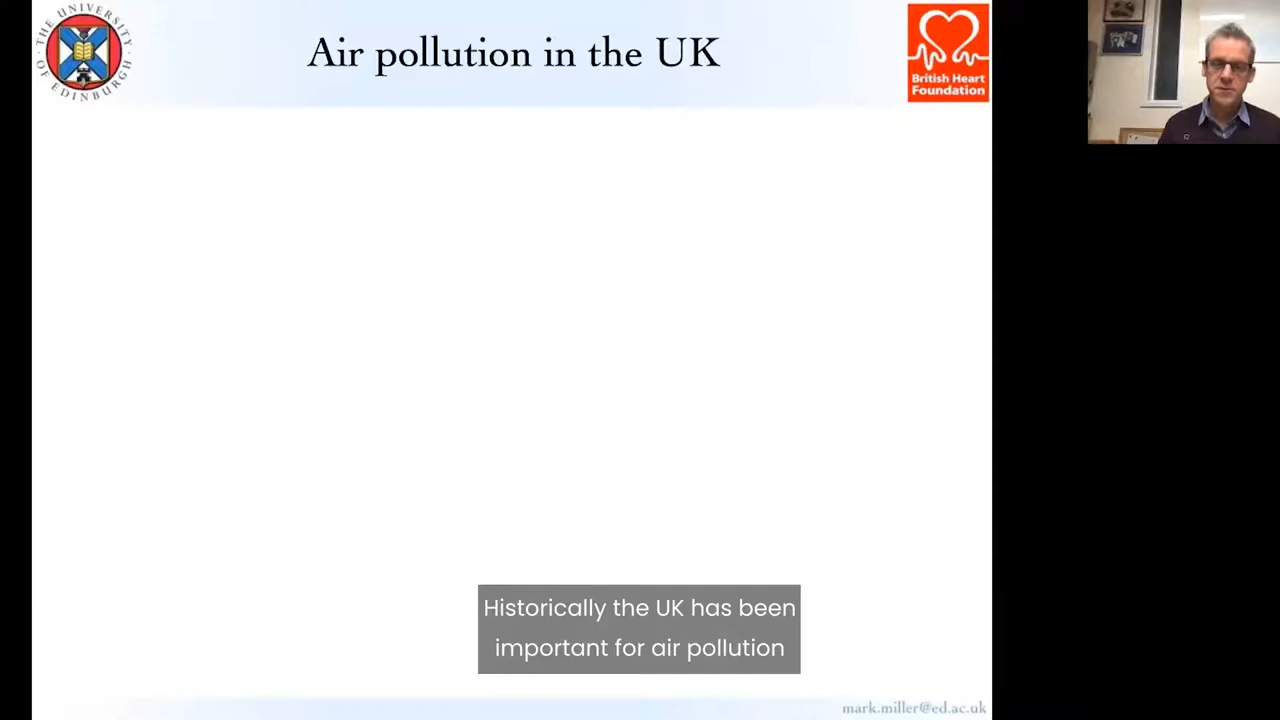 THE UNIVERSITY
OF EDINBURGH
Air pollution in the UK
British Heart
Foundation
Historically the UK has been
important for air pollution
mark.miller@ed.ac.uk